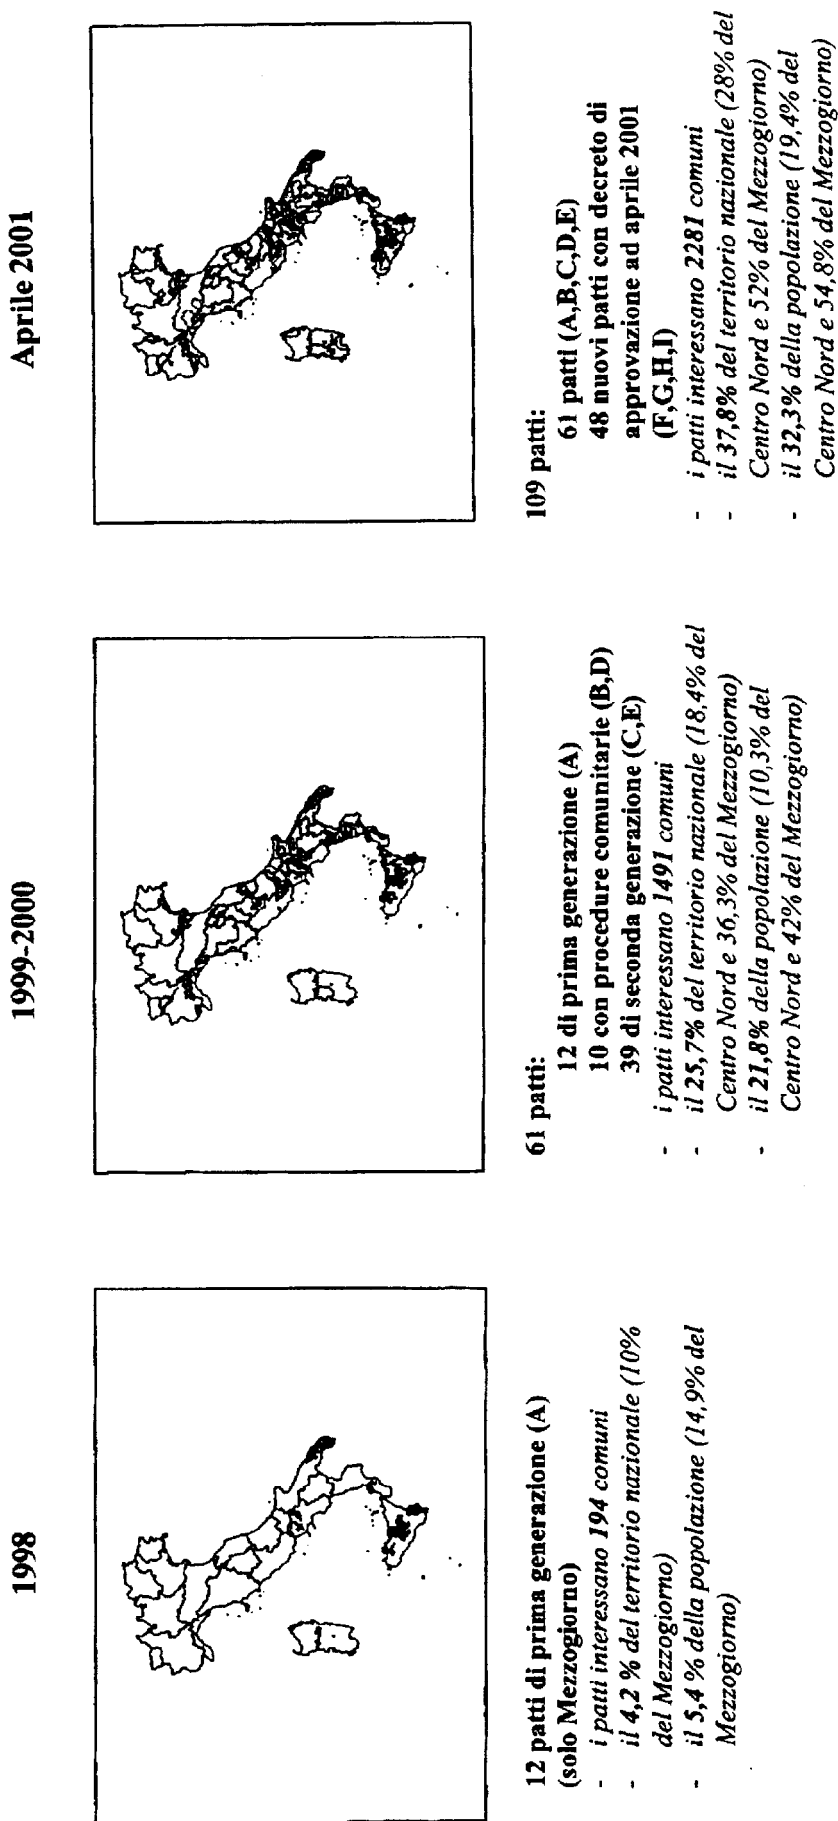 1998
12 patti di prima generazione (A)
(solo Mezzogiorno)
- i patti interessano 194 comuni
- il 4,2 % del territorio nazionale (10%
del Mezzogiorno)
- il 5,4 % della popolazione (14,9% del
Mezzogiorno)
1999-2000
61 patti:
12 di prima generazione (A)
10 con procedure comunitarie (B,D)
39 di seconda generazione (C,E)
- i patti interessano 1491 comuni
- il 25,7% del territorio nazionale (18,4% del
Centro Nord e 36,3% del Mezzogiorno)
- il 21,8% della popolazione (10,3% del
Centro Nord e 42% del Mezzogiorno)
Aprile 2001
109 patti:
61 patti (A,B,C,D,E)
48 nuovi patti con decreto di
approvazione ad aprile 2001
(F,G,H,I)
- i patti interessano 2281 comuni
- il 37,8% del territorio nazionale (28% del
Centro Nord e 52% del Mezzogiorno)
- il 32,3% della popolazione (19,4% del
Centro Nord e 54,8% del Mezzogiorno)